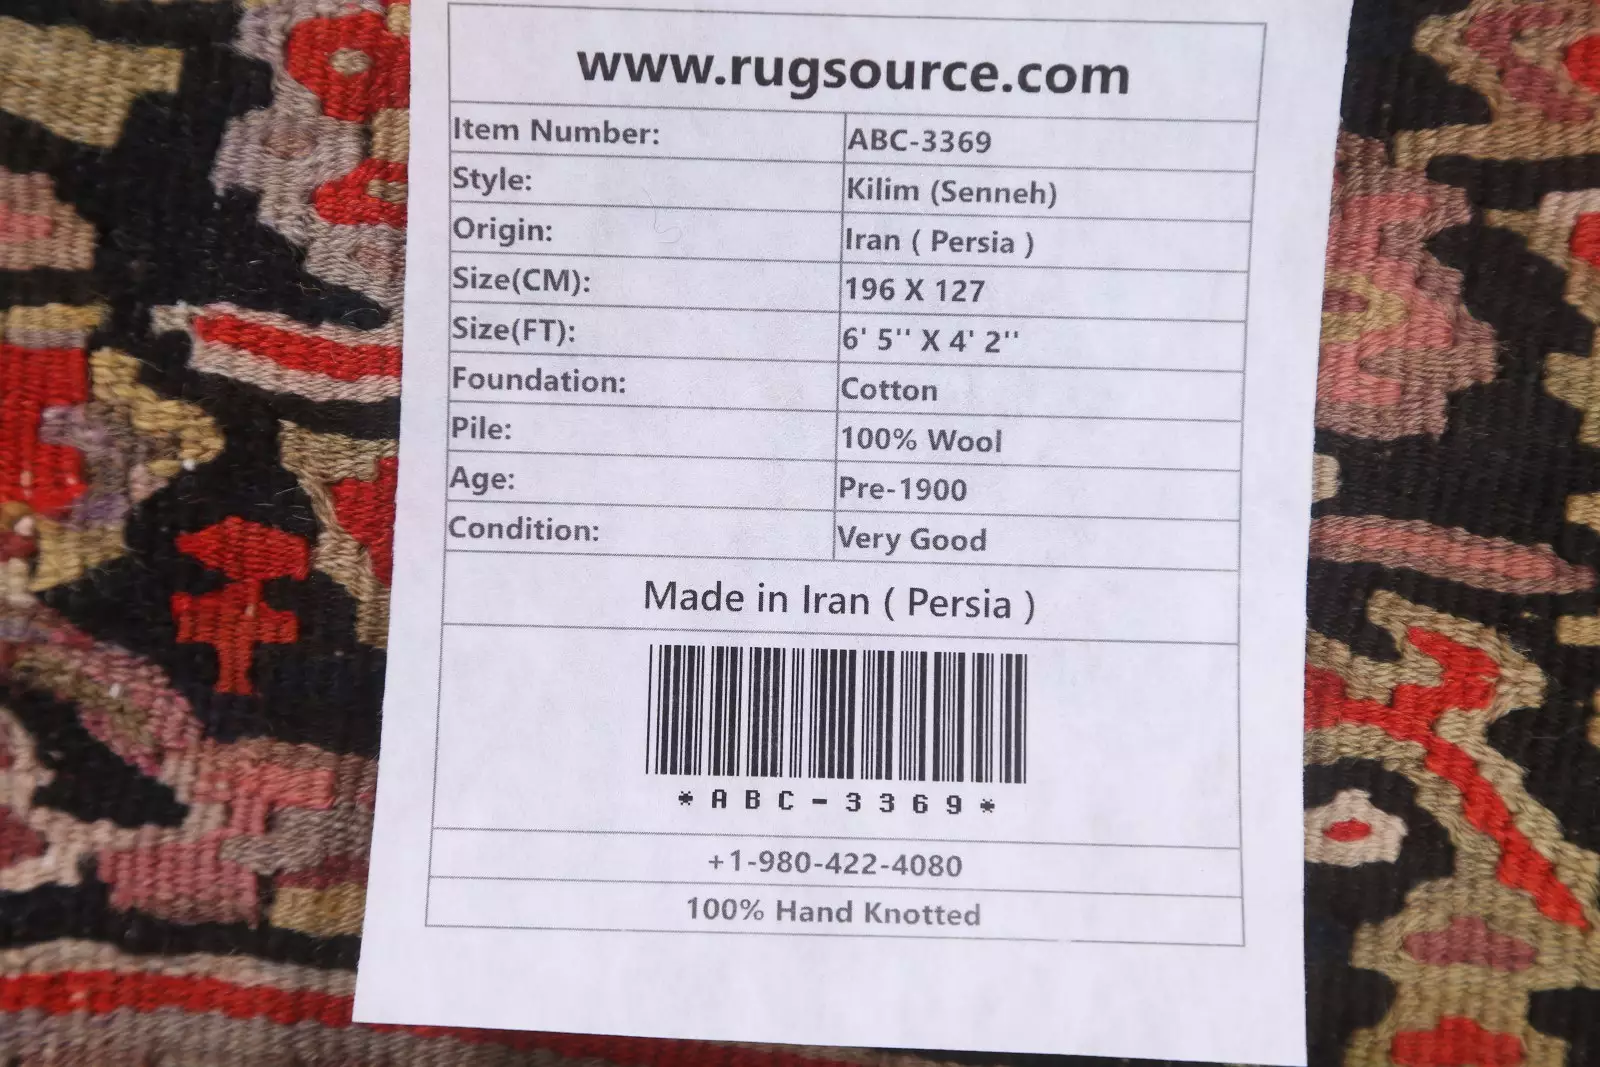 www.rugsource.com
Item Number: ABC-3369
Style: Kilim (Senneh)
Origin: Iran ( Persia )
Size(CM): 196 X 127
Size(FT): 6' 5'' X 4' 2''
Foundation: Cotton
Pile: 100% Wool
Age: Pre-1900
Condition: Very Good
Made in Iran ( Persia )
*ABC-3369*
+1-980-422-4080
100% Hand Knotted